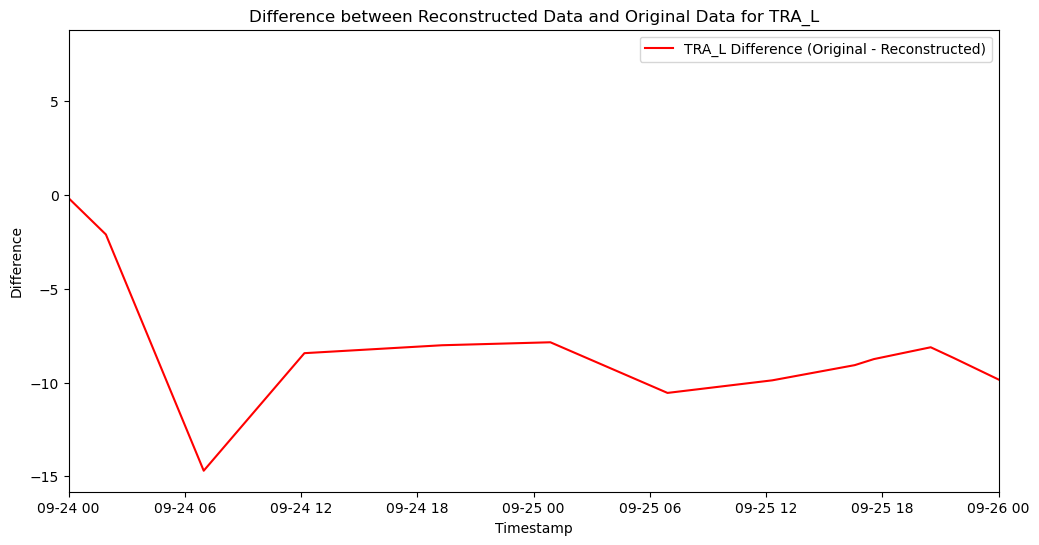 Difference between Reconstructed Data and Original Data for TRA_L
TRA_L Difference (Original - Reconstructed)
5
0
−5
−10
−15
Difference
09-24 00 09-24 06 09-24 12 09-24 18 09-25 00 09-25 06 09-25 12 09-25 18 09-26 00
Timestamp